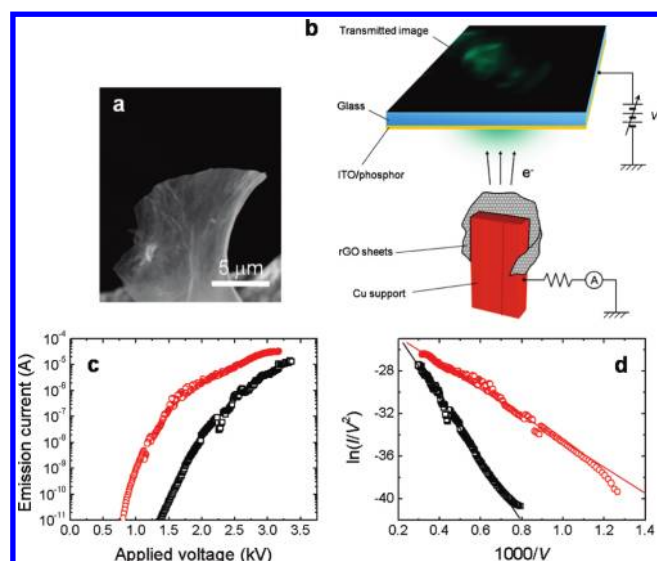 b
Transmitted image
a
Glass
V
ITO/phosphor
e-
rGO sheets
5 μm
Cu support
A
c
Emission current (A)
10-4
10-5
10-6
10-7
10-8
10-9
10-10
10-11
0.0 0.5 1.0 1.5 2.0 2.5 3.0 3.5
Applied voltage (kV)
d
ln(I/V2)
-28
-32
-36
-40
0.2 0.4 0.6 0.8 1.0 1.2 1.4
1000/V